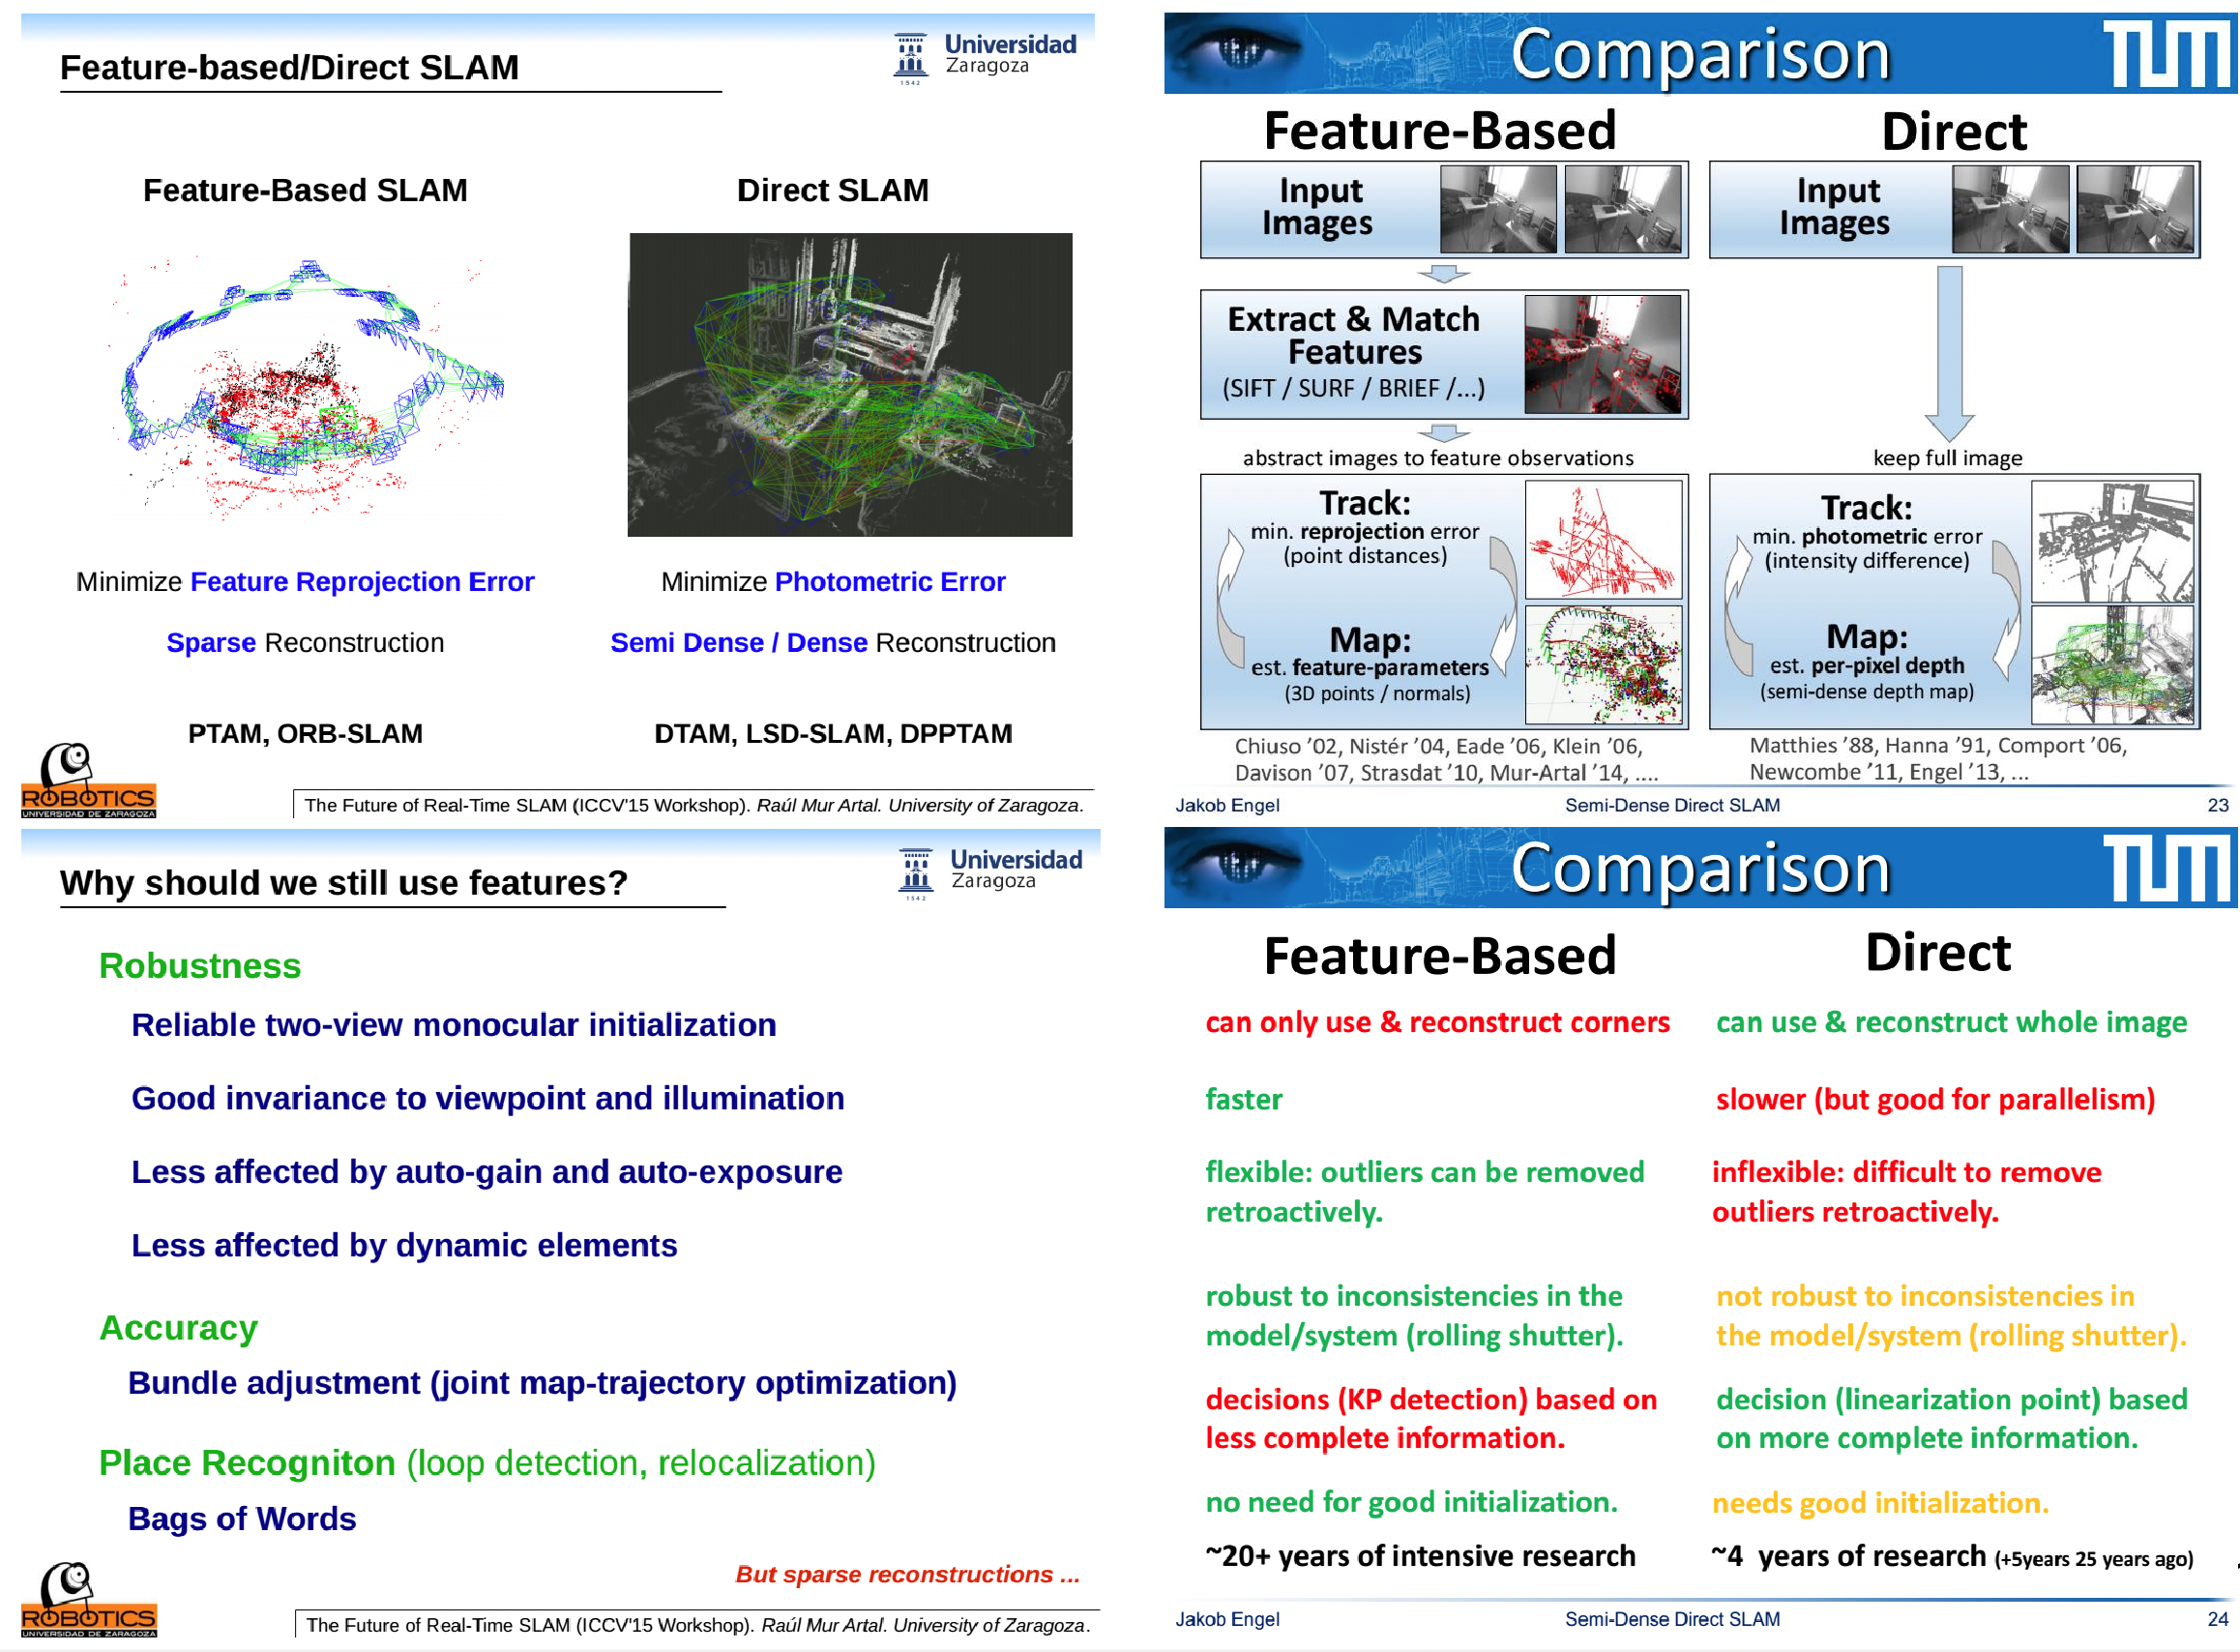 Feature-based/Direct SLAM
Universidad
Zaragoza
1542
Feature-Based SLAM
Direct SLAM
Minimize Feature Reprojection Error
Minimize Photometric Error
Sparse Reconstruction
Semi Dense / Dense Reconstruction
PTAM, ORB-SLAM
DTAM, LSD-SLAM, DPPTAM
ROBOTICS
UNIVERSIDAD DE ZARAGOZA
The Future of Real-Time SLAM (ICCV'15 Workshop). Raúl Mur Artal. University of Zaragoza.
Comparison
TUM
Feature-Based
Direct
Input
Images
Input
Images
Extract & Match
Features
(SIFT / SURF / BRIEF /...)
abstract images to feature observations
keep full image
Track:
min. reprojection error
(point distances)
Map:
est. feature-parameters
(3D points / normals)
Track:
min. photometric error
(intensity difference)
Map:
est. per-pixel depth
(semi-dense depth map)
Chiuso ’02, Nistér ’04, Eade ’06, Klein ’06,
Davison ’07, Strasdat ’10, Mur-Artal ’14, ....
Matthies ’88, Hanna ’91, Comport ’06,
Newcombe ’11, Engel ’13, ...
Jakob Engel
Semi-Dense Direct SLAM
23
Why should we still use features?
Universidad
Zaragoza
1542
Robustness
Reliable two-view monocular initialization
Good invariance to viewpoint and illumination
Less affected by auto-gain and auto-exposure
Less affected by dynamic elements
Accuracy
Bundle adjustment (joint map-trajectory optimization)
Place Recogniton (loop detection, relocalization)
Bags of Words
But sparse reconstructions ...
ROBOTICS
UNIVERSIDAD DE ZARAGOZA
The Future of Real-Time SLAM (ICCV'15 Workshop). Raúl Mur Artal. University of Zaragoza.
Comparison
TUM
Feature-Based
Direct
can only use & reconstruct corners
can use & reconstruct whole image
faster
slower (but good for parallelism)
flexible: outliers can be removed
retroactively.
inflexible: difficult to remove
outliers retroactively.
robust to inconsistencies in the
model/system (rolling shutter).
not robust to inconsistencies in
the model/system (rolling shutter).
decisions (KP detection) based on
less complete information.
decision (linearization point) based
on more complete information.
no need for good initialization.
needs good initialization.
~20+ years of intensive research
~4 years of research (+5years 25 years ago)
Jakob Engel
Semi-Dense Direct SLAM
24